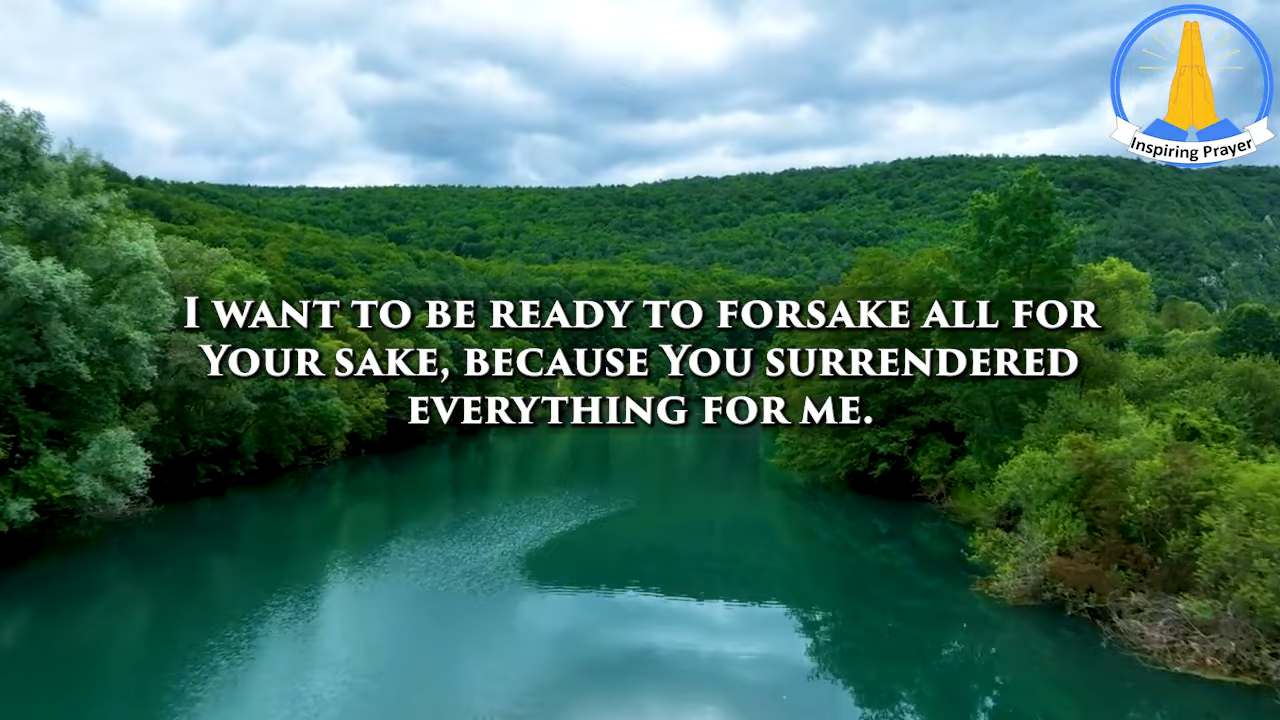 Inspiring Prayer
I WANT TO BE READY TO FORSAKE ALL FOR
YOUR SAKE, BECAUSE YOU SURRENDERED
EVERYTHING FOR ME.